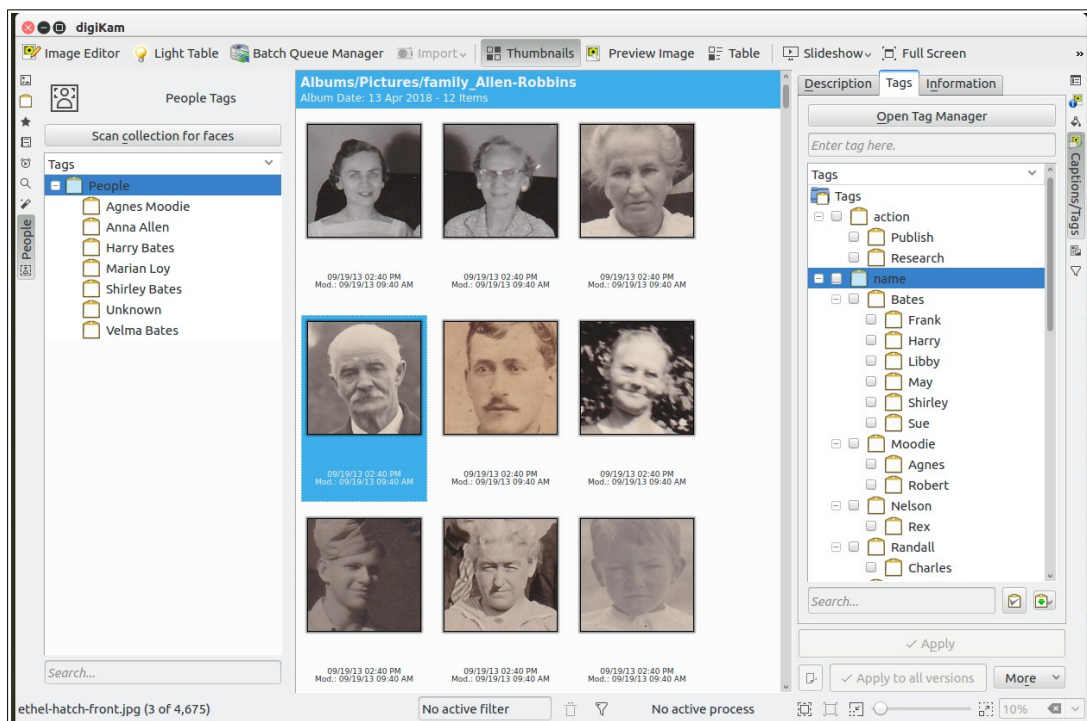 digiKam
Image Editor Light Table Batch Queue Manager Import Thumbnails Preview Image Table Slideshow Full Screen »
People Tags
Scan collection for faces
Tags
People
Agnes Moodie
Anna Allen
Harry Bates
Marian Loy
Shirley Bates
Unknown
Velma Bates
Search...
People
Albums/Pictures/family_Allen-Robbins
Album Date: 13 Apr 2018 - 12 Items
09/19/13 02:40 PM 09/19/13 02:40 PM 09/19/13 02:40 PM
Mod.: 09/19/13 09:40 AM Mod.: 09/19/13 09:40 AM Mod.: 09/19/13 09:40 AM
09/19/13 02:40 PM 09/19/13 02:40 PM 09/19/13 02:40 PM
Mod.: 09/19/13 09:40 AM Mod.: 09/19/13 09:40 AM Mod.: 09/19/13 09:40 AM
09/19/13 02:40 PM 09/19/13 02:40 PM 09/19/13 02:40 PM
Mod.: 09/19/13 09:40 AM Mod.: 09/19/13 09:40 AM Mod.: 09/19/13 09:40 AM
Description Tags Information
Open Tag Manager
Enter tag here.
Tags
Tags
action
Publish
Research
name
Bates
Frank
Harry
Libby
May
Shirley
Sue
Moodie
Agnes
Robert
Nelson
Rex
Randall
Charles
Search...
Apply
Apply to all versions More
Captions/Tags
ethel-hatch-front.jpg (3 of 4,675) No active filter No active process 10%